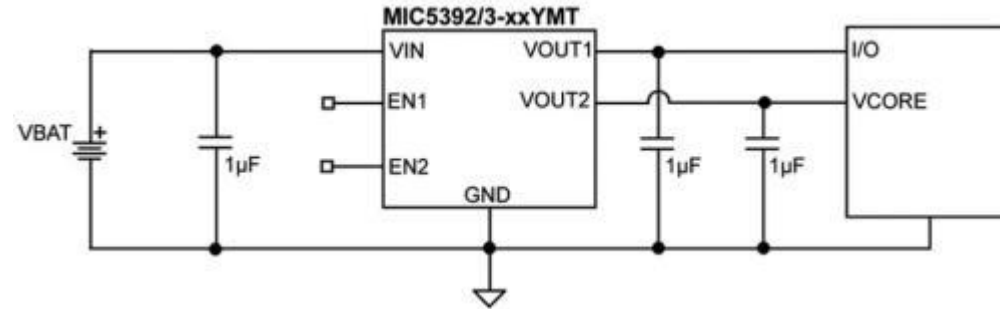 MIC5392/3-xxYMT
VIN
VOUT1
I/O
EN1
VOUT2
VCORE
VBAT
+
1µF
EN2
1µF
1µF
GND